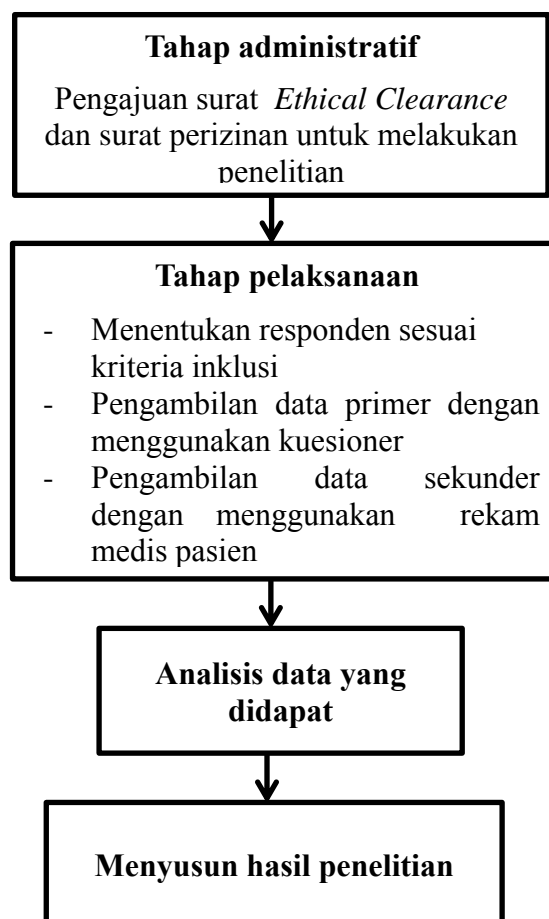 Tahap administratif
Pengajuan surat Ethical Clearance
dan surat perizinan untuk melakukan
penelitian
Tahap pelaksanaan
- Menentukan responden sesuai
kriteria inklusi
- Pengambilan data primer dengan
menggunakan kuesioner
- Pengambilan data sekunder
dengan menggunakan rekam
medis pasien
Analisis data yang
didapat
Menyusun hasil penelitian